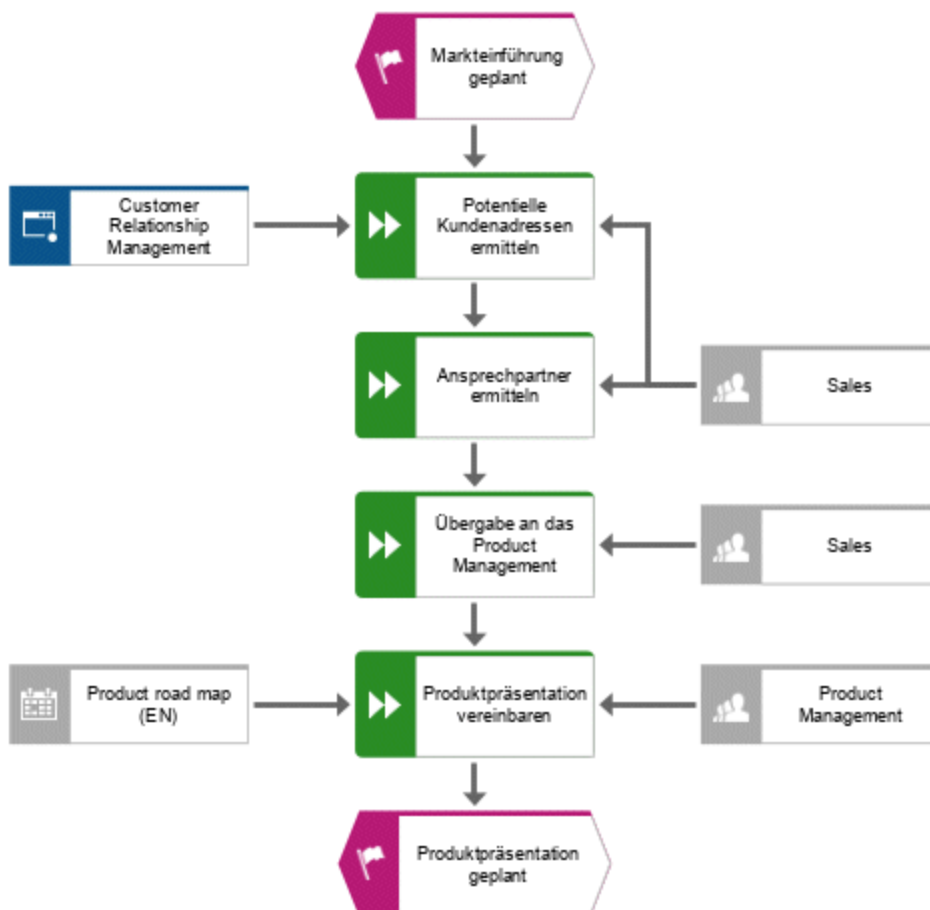 Markteinführung
geplant
Customer
Relationship
Management
Potentielle
Kundenadressen
ermitteln
Ansprechpartner
ermitteln
Sales
Übergabe an das
Product
Management
Sales
Product road map
(EN)
Produktpräsentation
vereinbaren
Product
Management
Produktpräsentation
geplant